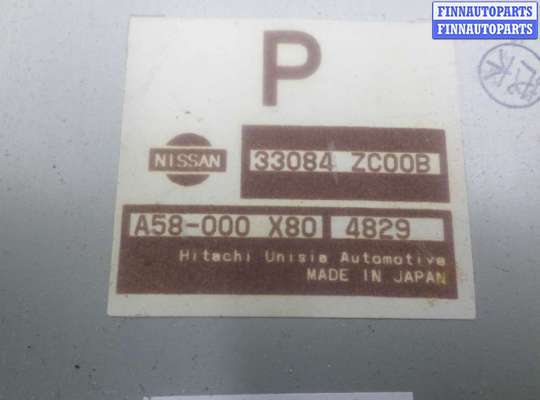 FINNAUTOPARTS
FINNAUTOPARTS
P
NISSAN
33084 ZC00B
A58-000 X80 4829
Hitachi Unisia Automotive
MADE IN JAPAN